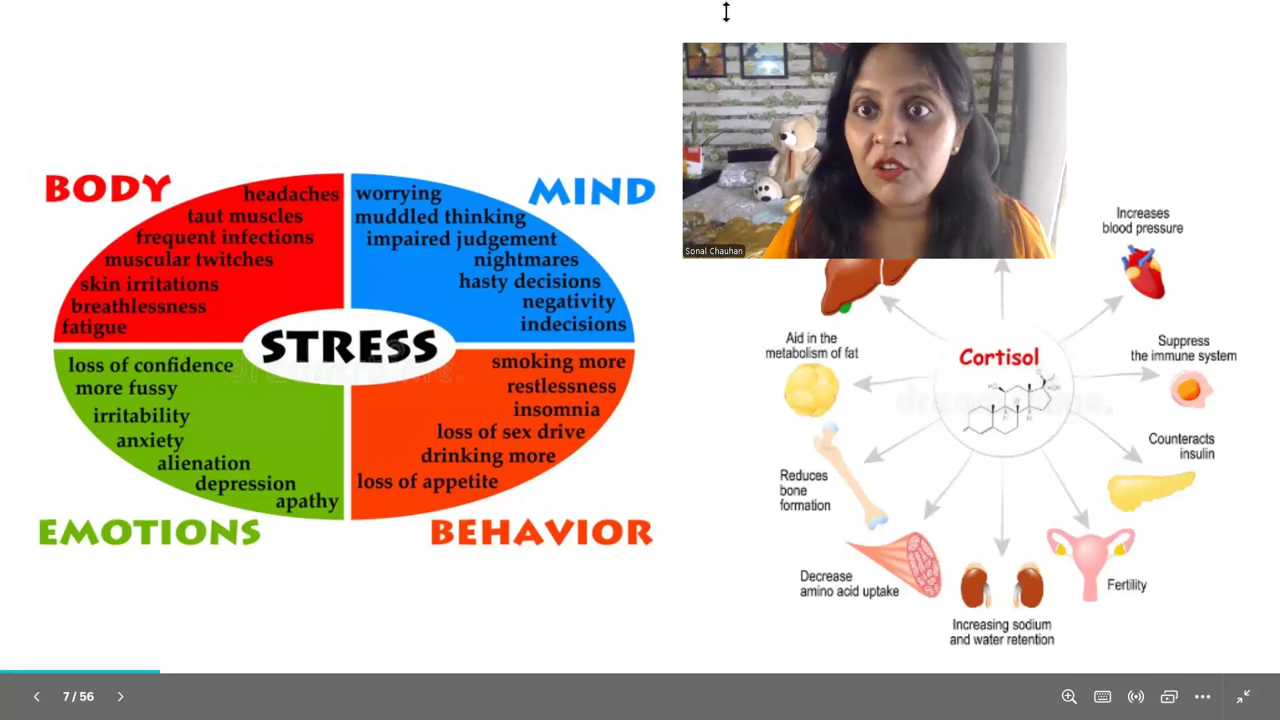 BODY
headaches
taut muscles
frequent infections
muscular twitches
skin irritations
breathlessness
fatigue
worrying
muddled thinking
impaired judgement
nightmares
hasty decisions
negativity
indecisions
MIND
STRESS
loss of confidence
more fussy
irritability
anxiety
alienation
depression
apathy
EMOTIONS
smoking more
restlessness
insomnia
loss of sex drive
drinking more
loss of appetite
BEHAVIOR
Sonal Chauhan
Increases
blood pressure
Aid in the
metabolism of fat
Cortisol
Suppress
the immune system
Counteracts
insulin
Reduces
bone
formation
Decrease
amino acid uptake
Increasing sodium
and water retention
Fertility
7 / 56